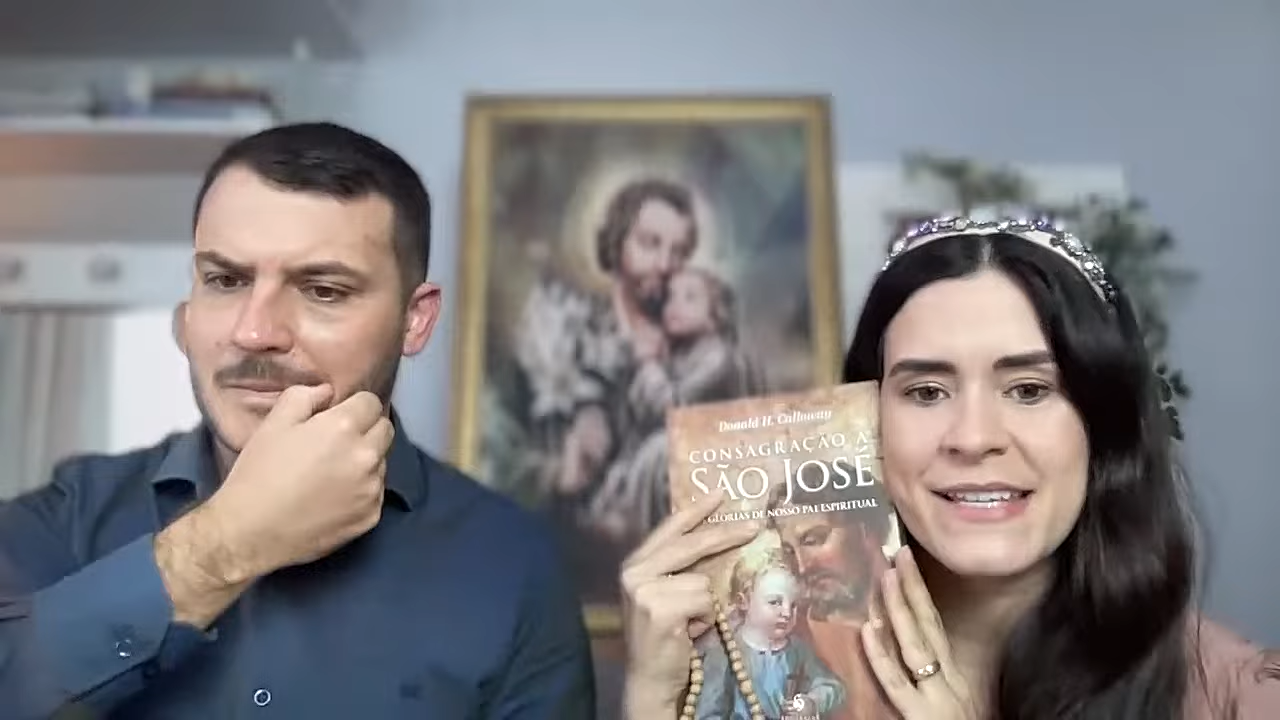 Donald H. Calloway
CONSAGRAÇÃO A
SÃO JOSÉ
GLÓRIAS DE NOSSO PAI ESPIRITUAL